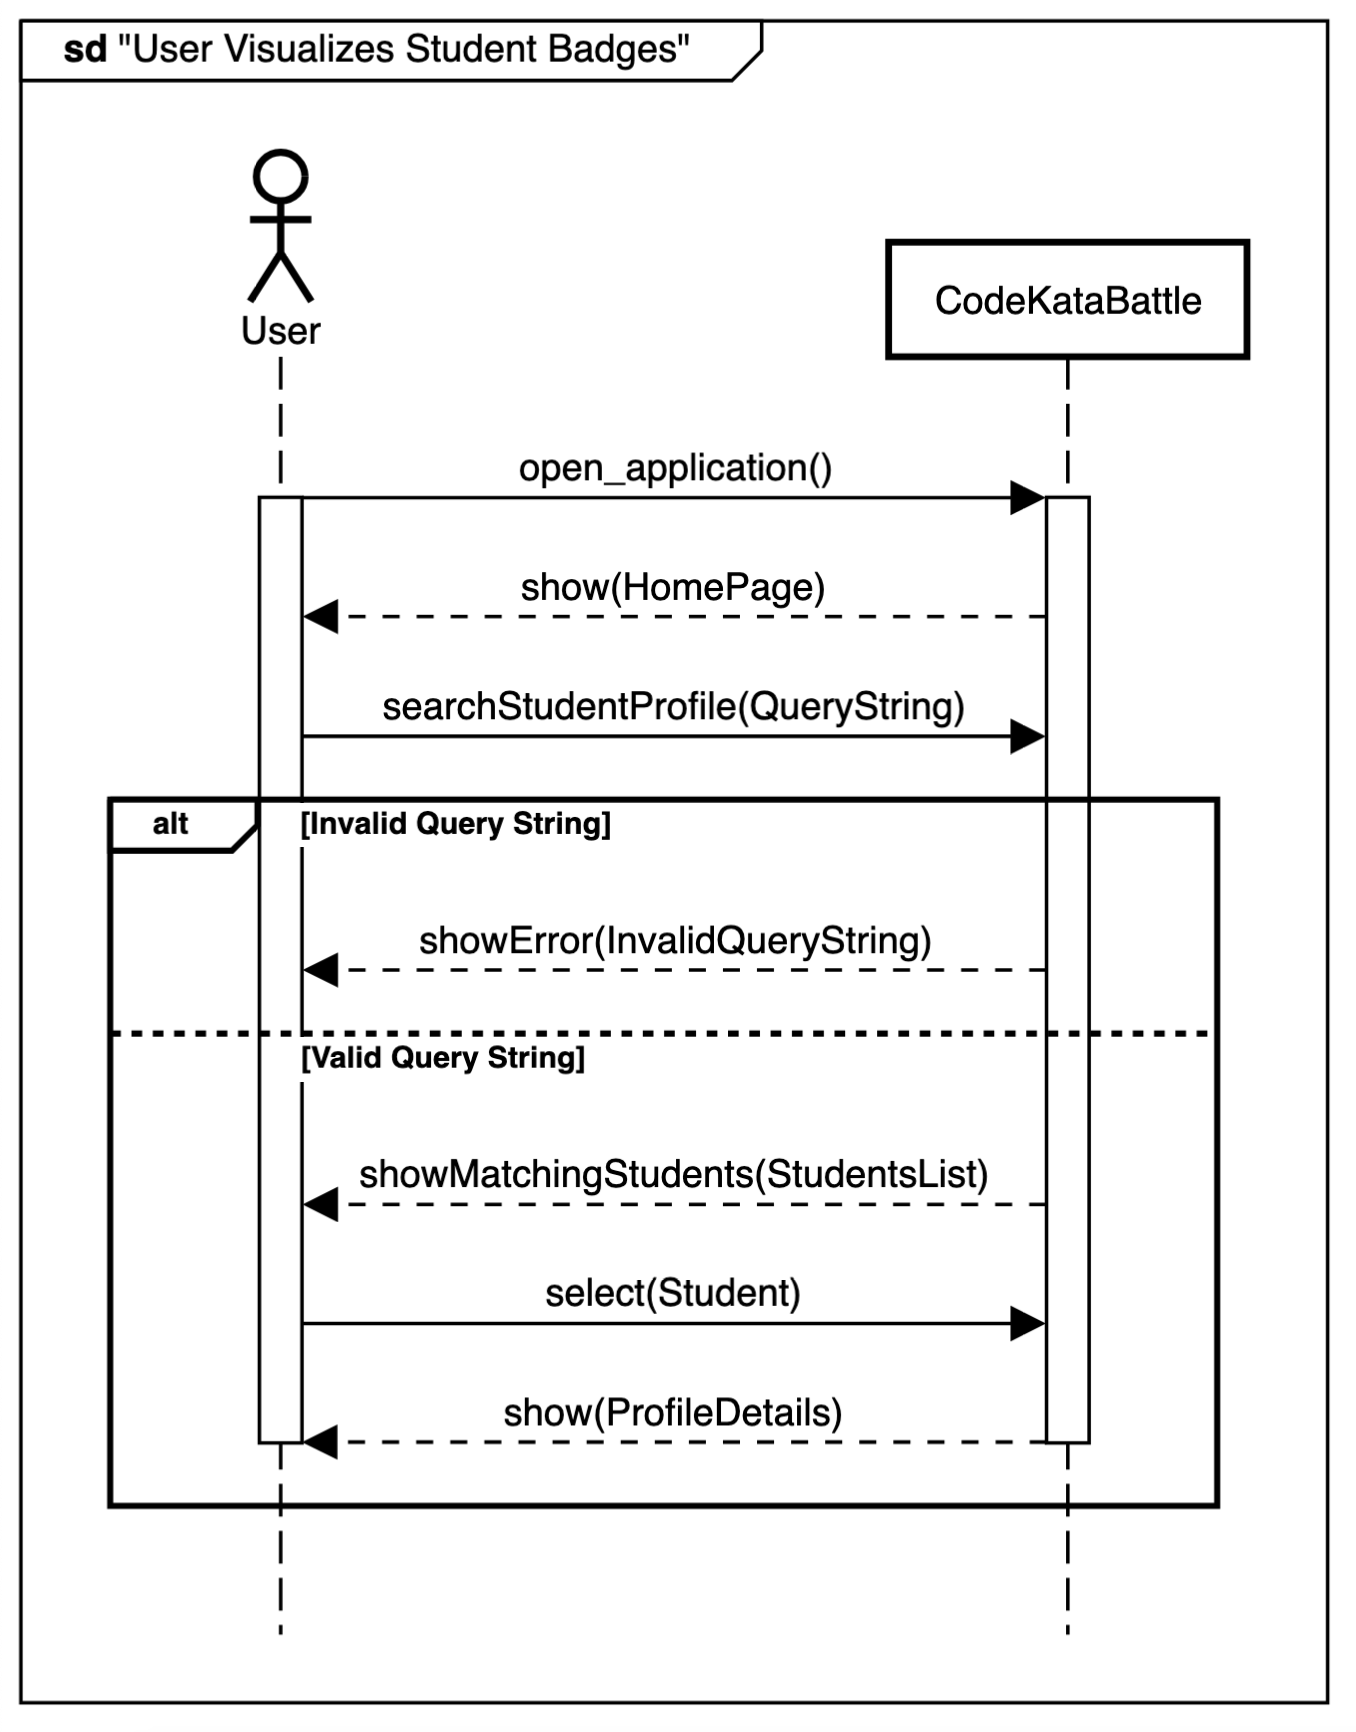 sd "User Visualizes Student Badges"
User
CodeKataBattle
open_application()
show(HomePage)
searchStudentProfile(QueryString)
alt
[Invalid Query String]
showError(InvalidQueryString)
[Valid Query String]
showMatchingStudents(StudentsList)
select(Student)
show(ProfileDetails)